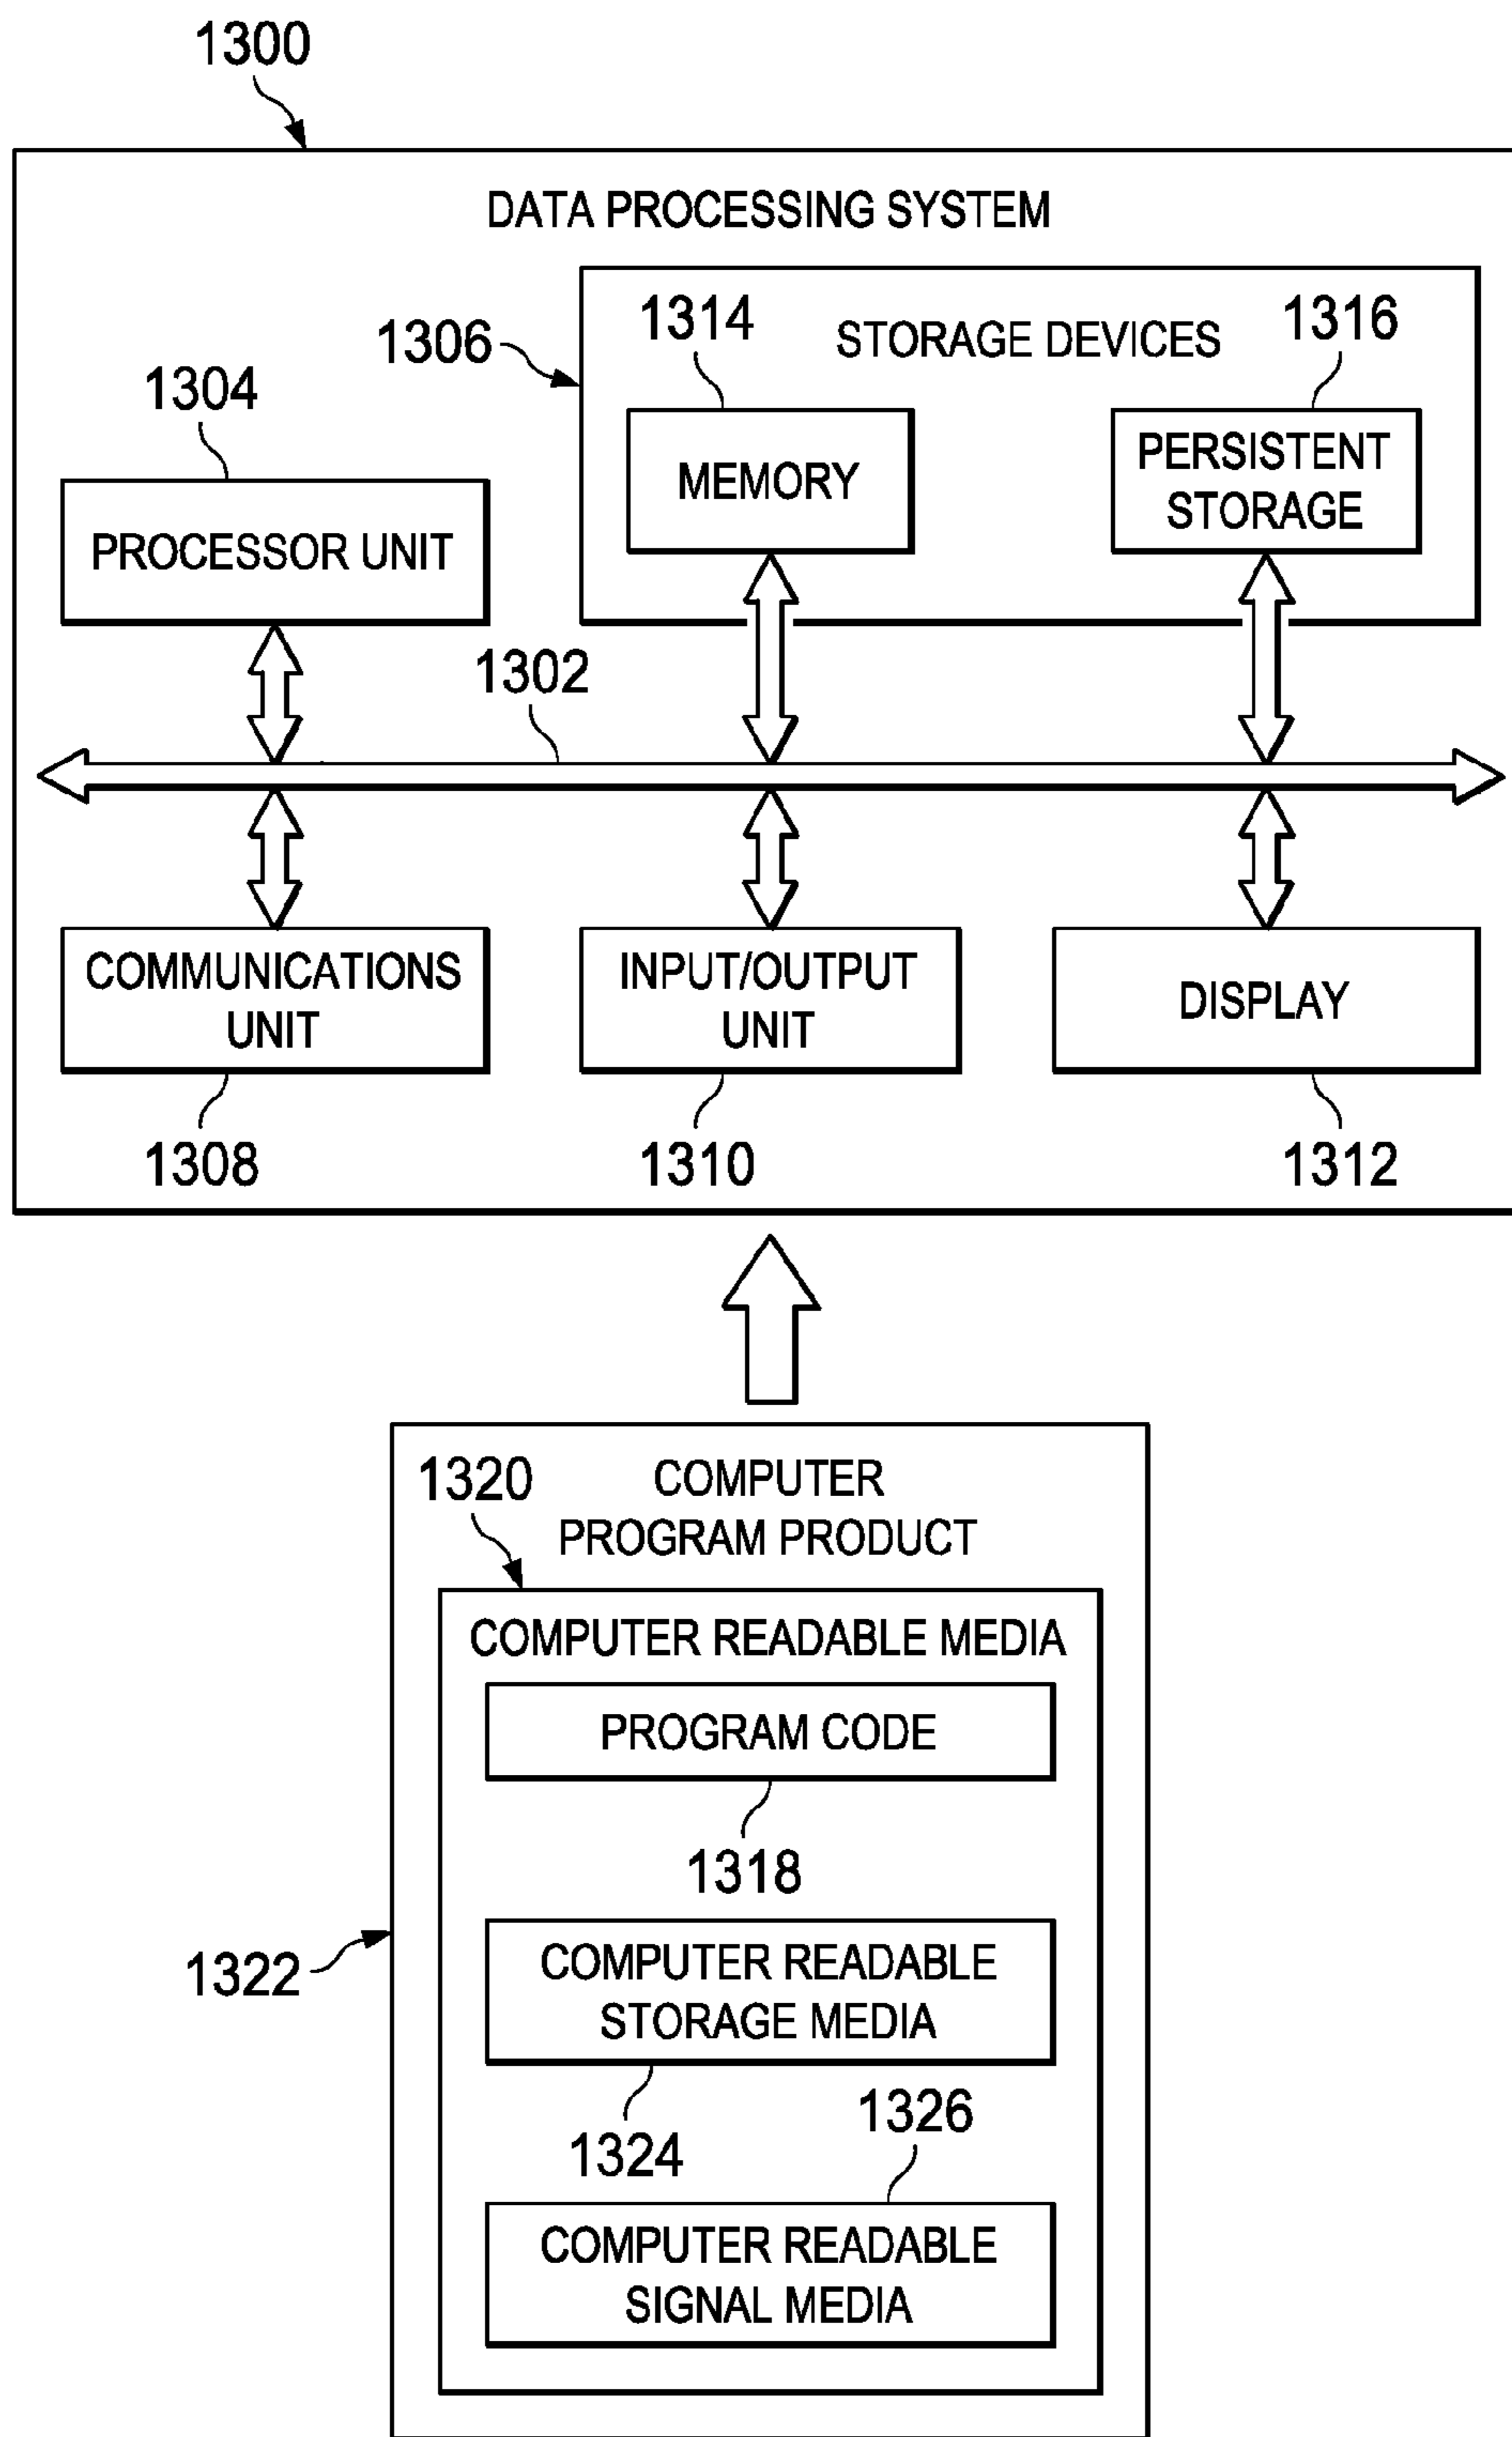 1300
DATA PROCESSING SYSTEM
1306
1314
STORAGE DEVICES
1316
1304
MEMORY
PERSISTENT
STORAGE
PROCESSOR UNIT
1302
COMMUNICATIONS
UNIT
INPUT/OUTPUT
UNIT
DISPLAY
1308
1310
1312
1320
COMPUTER
PROGRAM PRODUCT
COMPUTER READABLE MEDIA
PROGRAM CODE
1318
1322
COMPUTER READABLE
STORAGE MEDIA
1324
1326
COMPUTER READABLE
SIGNAL MEDIA